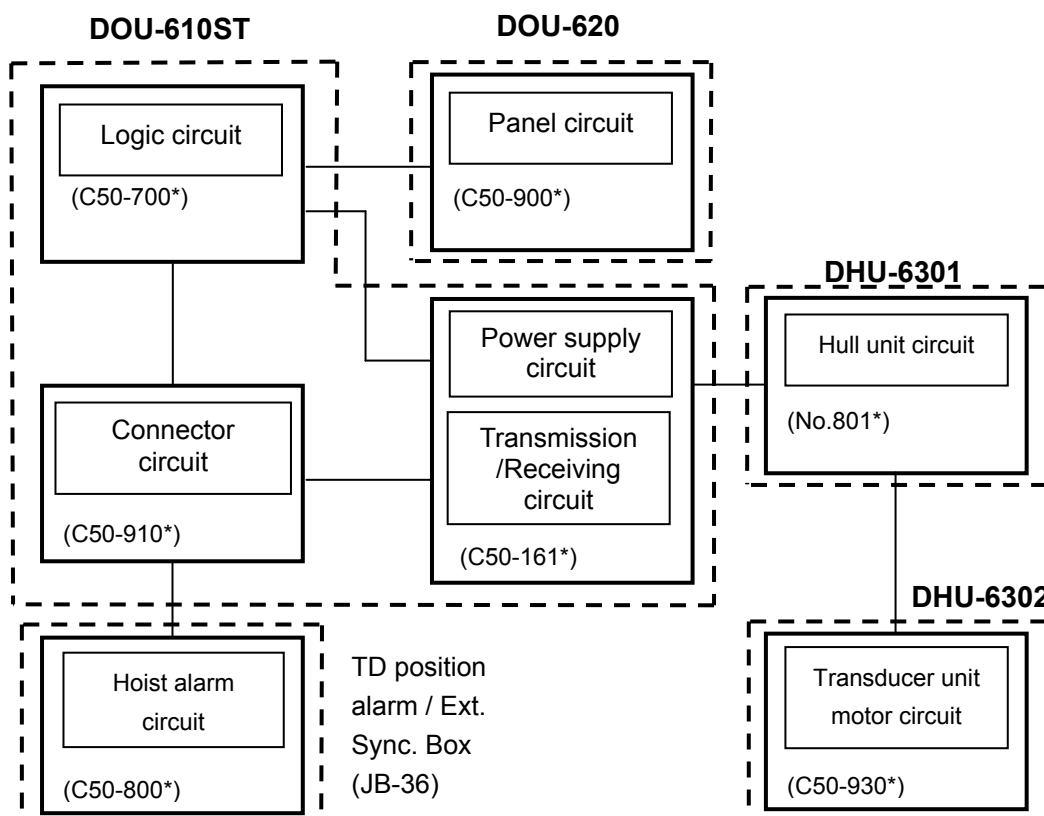 DOU-610ST
DOU-620
Logic circuit
(C50-700*)
Panel circuit
(C50-900*)
DHU-6301
Power supply
circuit
Transmission
/Receiving
circuit
(C50-161*)
Hull unit circuit
(No.801*)
Connector
circuit
(C50-910*)
DHU-6302
Hoist alarm
circuit
(C50-800*)
TD position
alarm / Ext.
Sync. Box
(JB-36)
Transducer unit
motor circuit
(C50-930*)